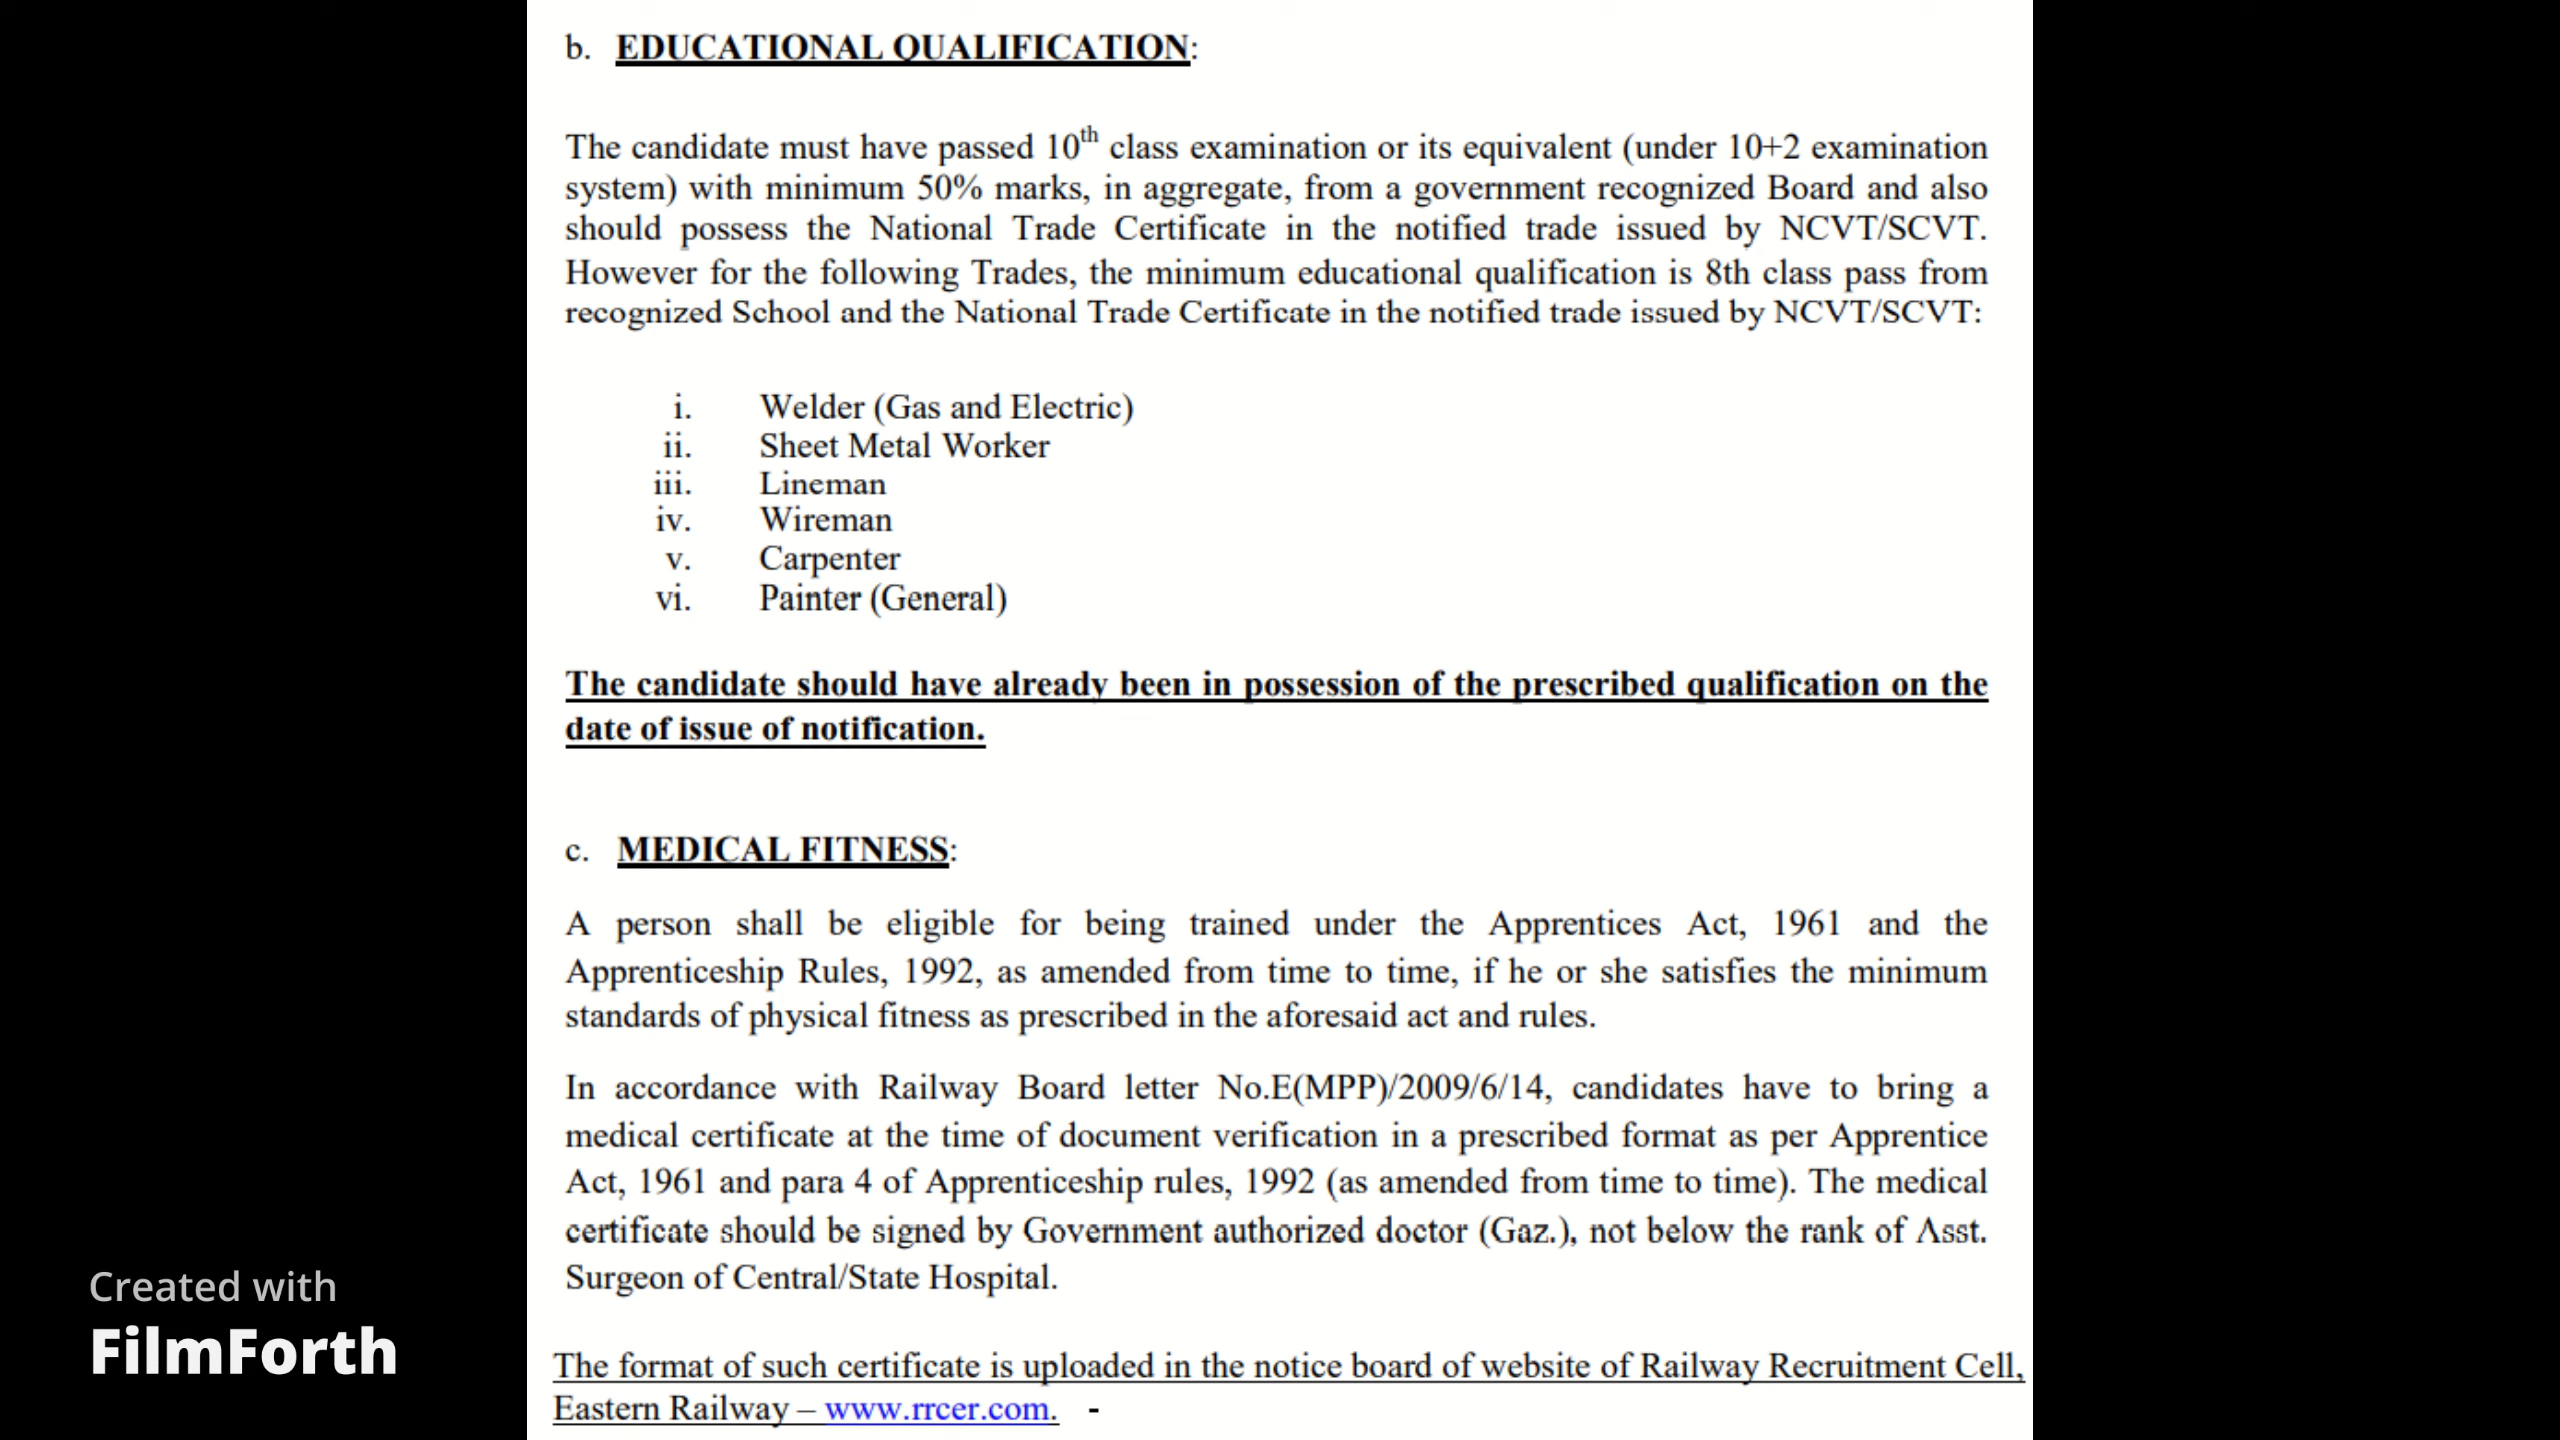 b. EDUCATIONAL QUALIFICATION:
The candidate must have passed 10th class examination or its equivalent (under 10+2 examination
system) with minimum 50% marks, in aggregate, from a government recognized Board and also
should possess the National Trade Certificate in the notified trade issued by NCVT/SCVT.
However for the following Trades, the minimum educational qualification is 8th class pass from
recognized School and the National Trade Certificate in the notified trade issued by NCVT/SCVT:
i. Welder (Gas and Electric)
ii. Sheet Metal Worker
iii. Lineman
iv. Wireman
v. Carpenter
vi. Painter (General)
The candidate should have already been in possession of the prescribed qualification on the
date of issue of notification.
c. MEDICAL FITNESS:
A person shall be eligible for being trained under the Apprentices Act, 1961 and the
Apprenticeship Rules, 1992, as amended from time to time, if he or she satisfies the minimum
standards of physical fitness as prescribed in the aforesaid act and rules.
In accordance with Railway Board letter No.E(MPP)/2009/6/14, candidates have to bring a
medical certificate at the time of document verification in a prescribed format as per Apprentice
Act, 1961 and para 4 of Apprenticeship rules, 1992 (as amended from time to time). The medical
certificate should be signed by Government authorized doctor (Gaz.), not below the rank of Asst.
Surgeon of Central/State Hospital.
The format of such certificate is uploaded in the notice board of website of Railway Recruitment Cell,
Eastern Railway – www.rrcer.com. -
Created with
FilmForth